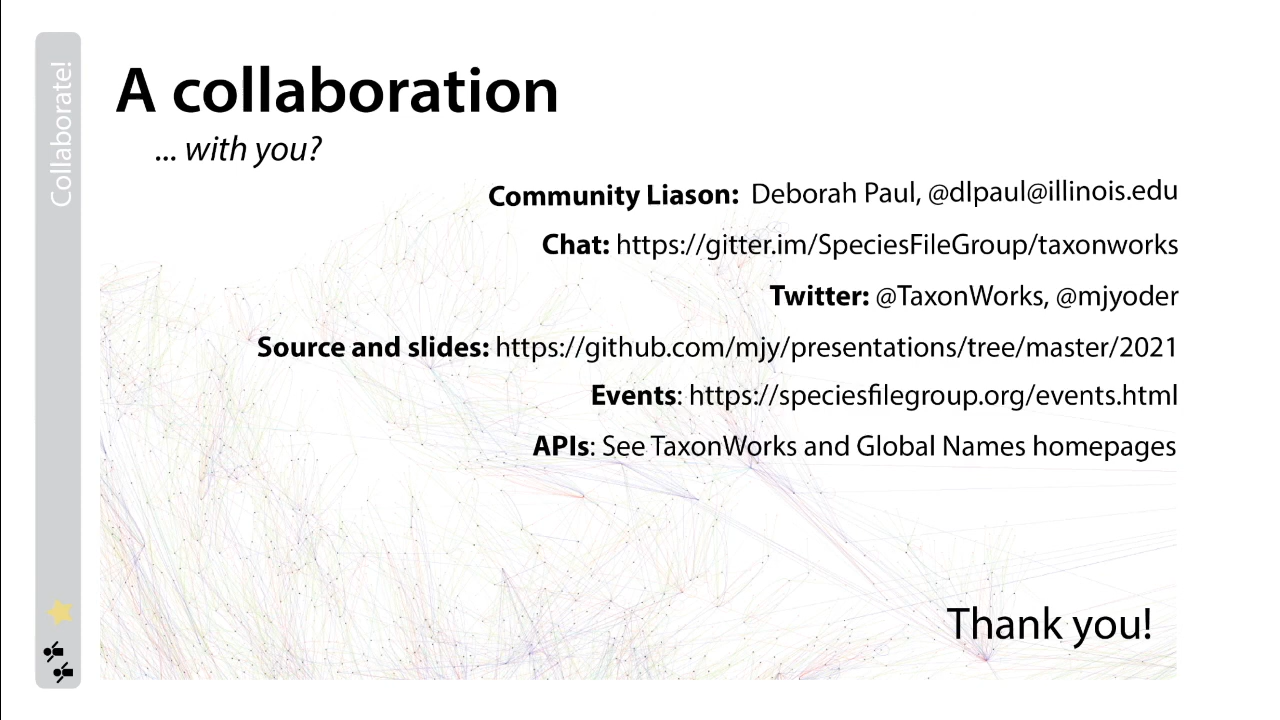 Collaborate!
A collaboration
... with you?
Community Liason: Deborah Paul, @dlpaul@illinois.edu
Chat: https://gitter.im/SpeciesFileGroup/taxonworks
Twitter: @TaxonWorks, @mjyoder
Source and slides: https://github.com/mjy/presentations/tree/master/2021
Events: https://speciesfilegroup.org/events.html
APIs: See TaxonWorks and Global Names homepages
Thank you!